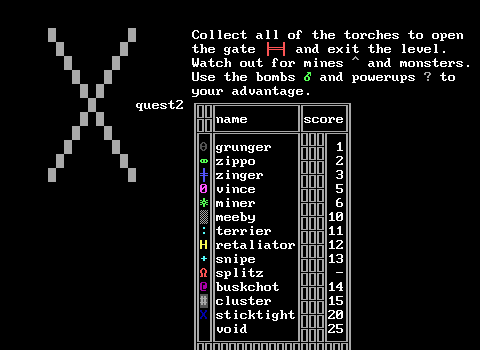 Collect all of the torches to open
the gate ╞═╡ and exit the level.
Watch out for mines ^ and monsters.
Use the bombs ♂ and powerups ? to
your advantage.
quest2
name score
θ grunger 1
∞ zippo 2
╪ zinger 3
0 vince 5
✼ miner 6
▒ meeby 10
: terrier 11
H retaliator 12
+ snipe 13
Ω splitz -
@ buskchot 14
# cluster 15
X sticktight 20
void 25